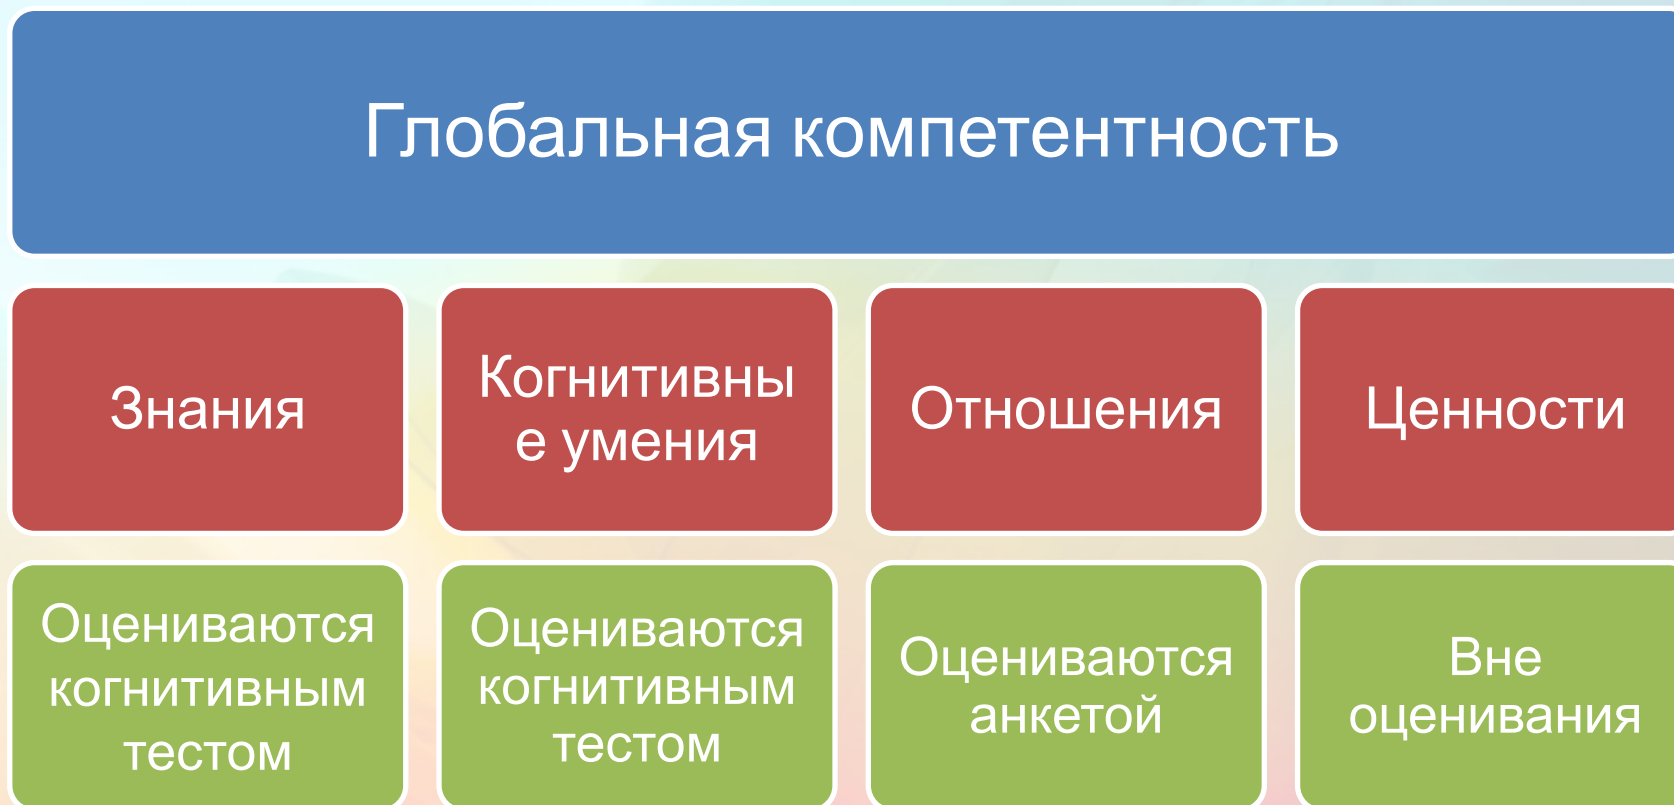 Глобальная компетентность
Знания
Когнитивны
е умения
Отношения
Ценности
Оцениваются
когнитивным
тестом
Оцениваются
когнитивным
тестом
Оцениваются
анкетой
Вне
оценивания